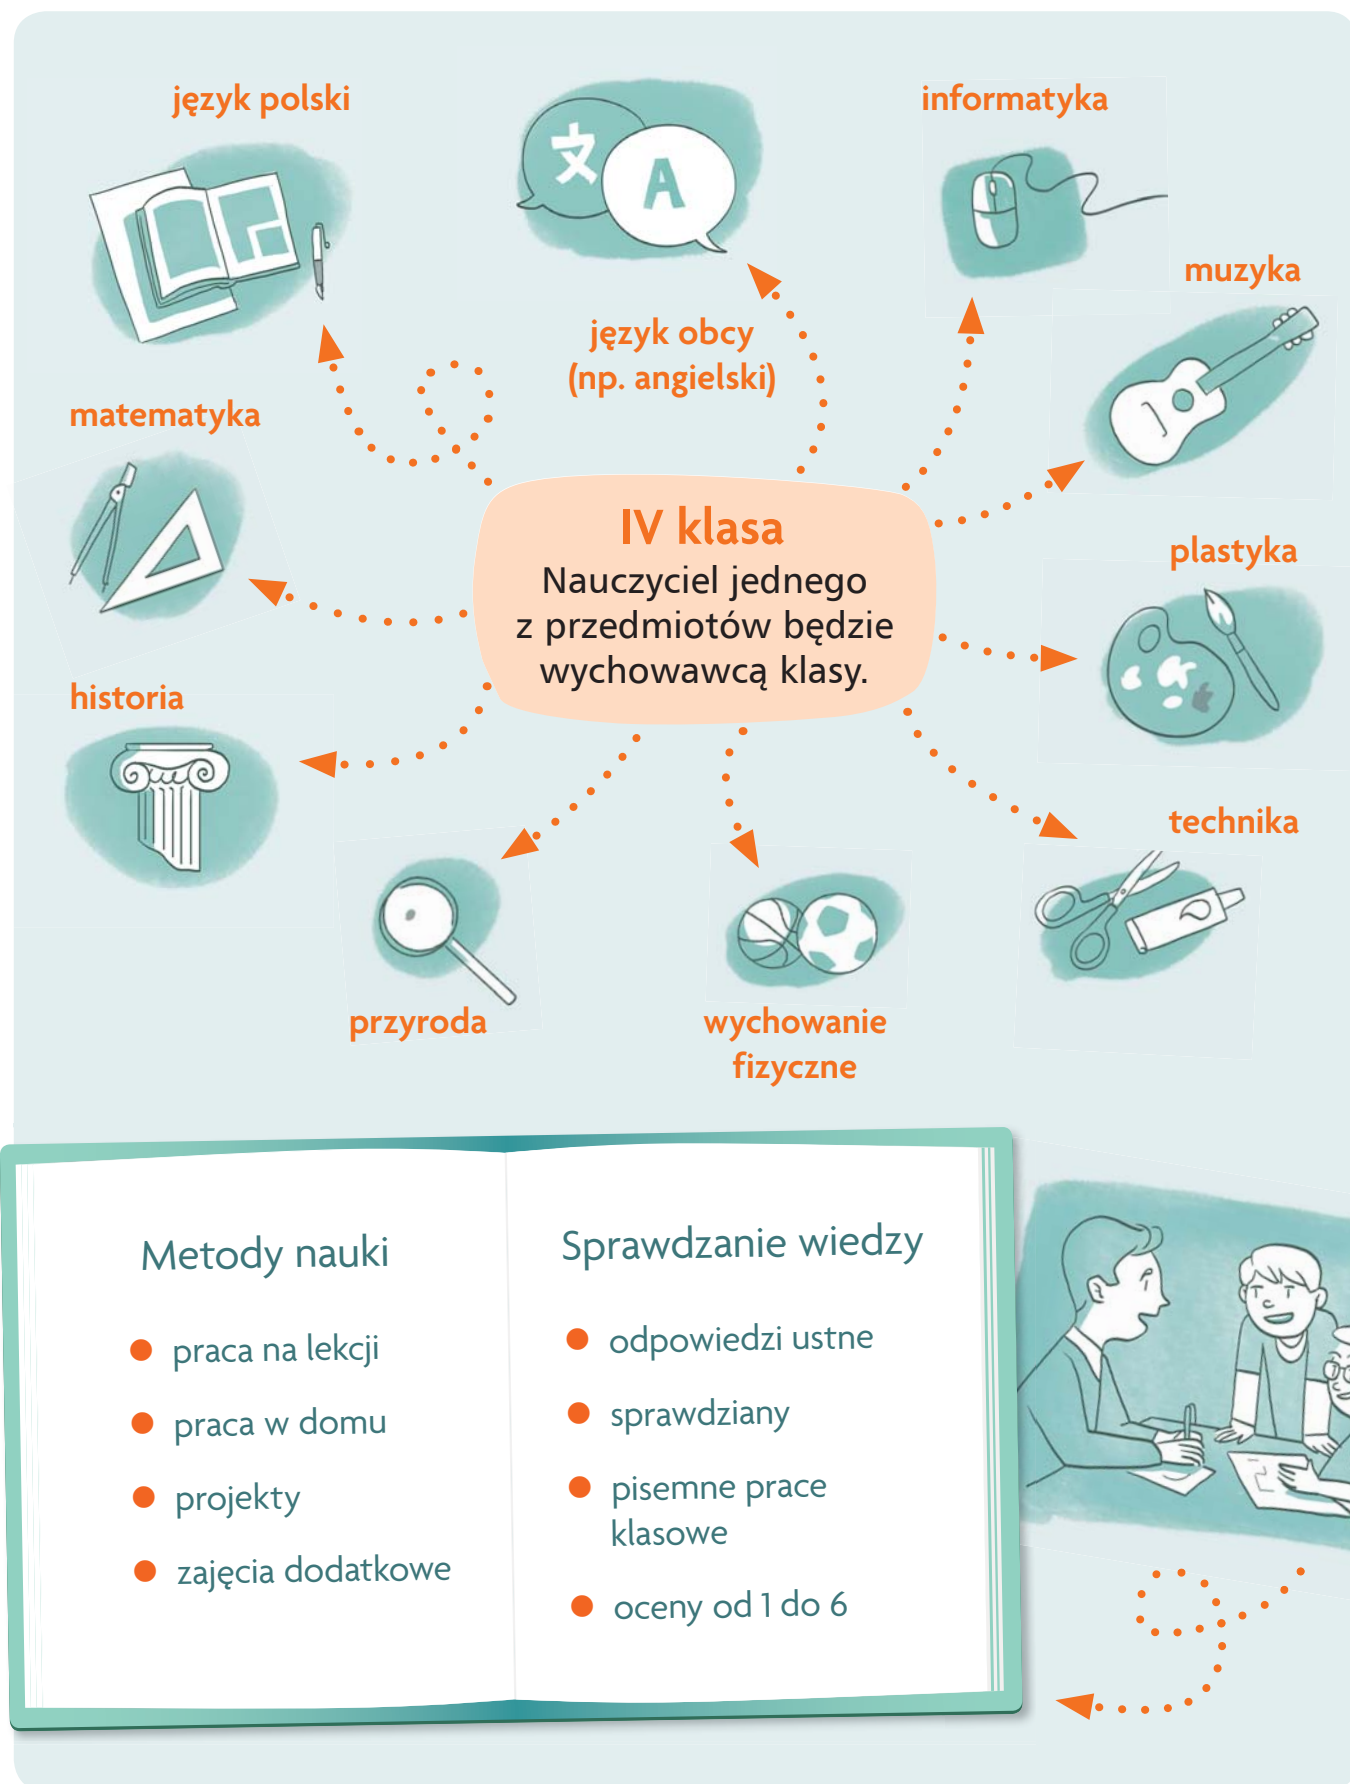 język polski
文
A
informatyka
muzyka
język obcy
(np. angielski)
matematyka
IV klasa
Nauczyciel jednego
z przedmiotów będzie
wychowawcą klasy.
plastyka
historia
technika
przyroda
wychowanie
fizyczne
Metody nauki
praca na lekcji
praca w domu
projekty
zajęcia dodatkowe
Sprawdzanie wiedzy
odpowiedzi ustne
sprawdziany
pisemne prace
klasowe
oceny od 1 do 6